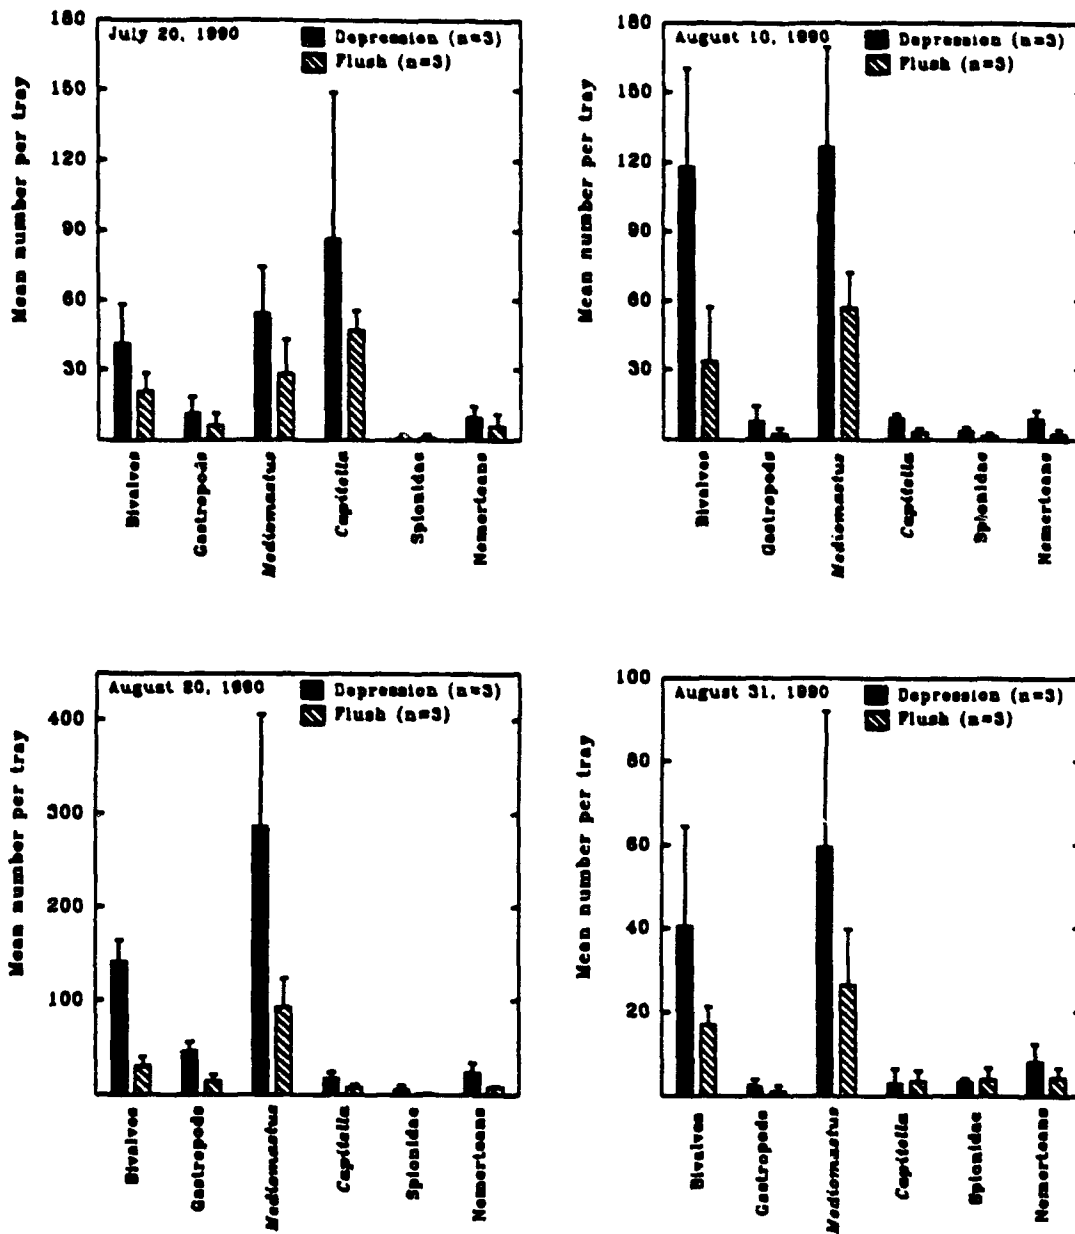 July 20, 1990
Depression (n=3)
Flush (n=3)
Mean number per tray
180
150
120
90
60
30
Bivalves
Gastropods
Mediomastus
Capitella
Spionidae
Nemerteans
August 10, 1990
Depression (n=3)
Flush (n=3)
Mean number per tray
180
150
120
90
60
30
Bivalves
Gastropods
Mediomastus
Capitella
Spionidae
Nemerteans
August 20, 1990
Depression (n=3)
Flush (n=3)
Mean number per tray
400
300
200
100
Bivalves
Gastropods
Mediomastus
Capitella
Spionidae
Nemerteans
August 31, 1990
Depression (n=3)
Flush (n=3)
Mean number per tray
100
80
60
40
20
Bivalves
Gastropods
Mediomastus
Capitella
Spionidae
Nemerteans